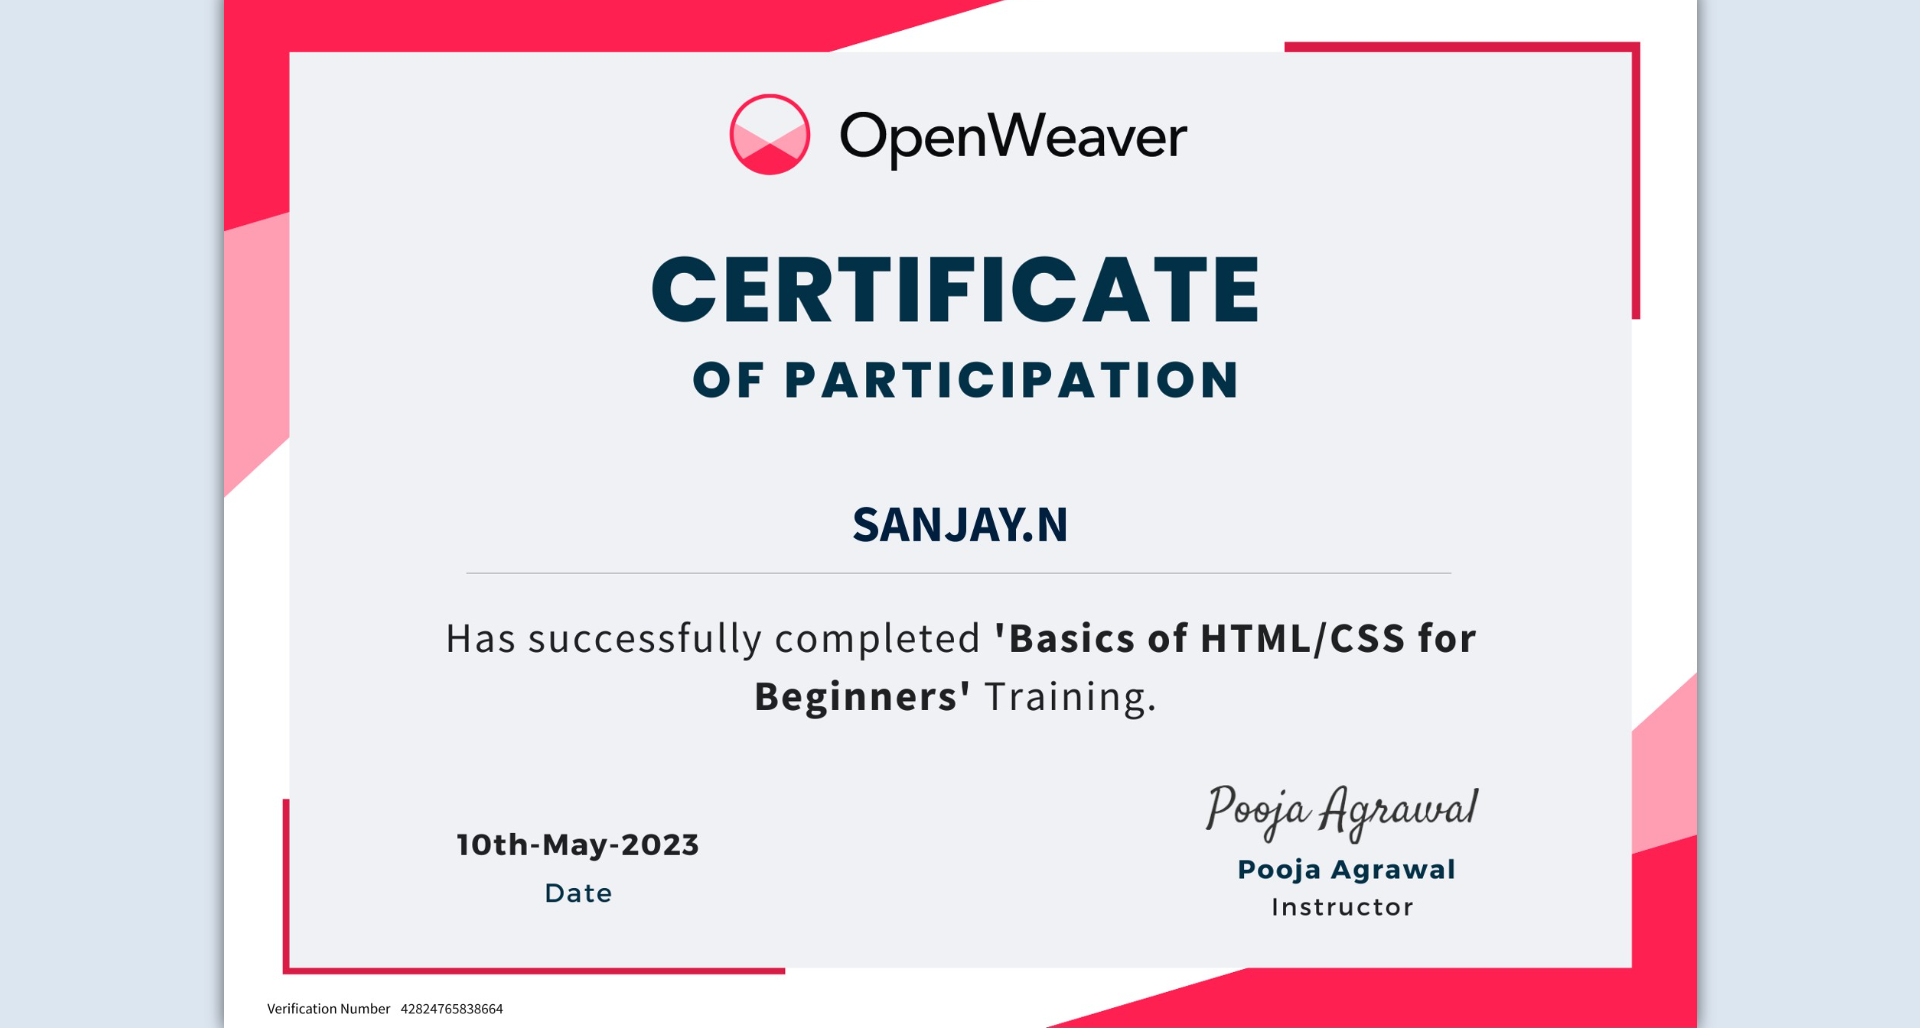 OpenWeaver
CERTIFICATE
OF PARTICIPATION
SANJAY.N
Has successfully completed 'Basics of HTML/CSS for
Beginners' Training.
10th-May-2023
Date
Pooja Agrawal
Pooja Agrawal
Instructor
Verification Number 42824765838664